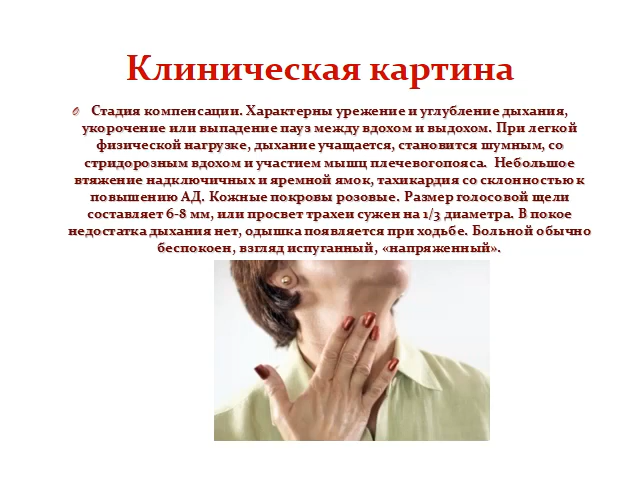 Клиническая картина
Стадия компенсации. Характерны урежение и углубление дыхания,
укорочение или выпадение пауз между вдохом и выдохом. При легкой
физической нагрузке, дыхание учащается, становится шумным, со
стридорозным вдохом и участием мышц плечевогопояса. Небольшое
втяжение надключичных и яремной ямок, тахикардия со склонностью к
повышению АД. Кожные покровы розовые. Размер голосовой щели
составляет 6-8 мм, или просвет трахеи сужен на 1/3 диаметра. В покое
недостатка дыхания нет, одышка появляется при ходьбе. Больной обычно
беспокоен, взгляд испуганный, «напряженный».